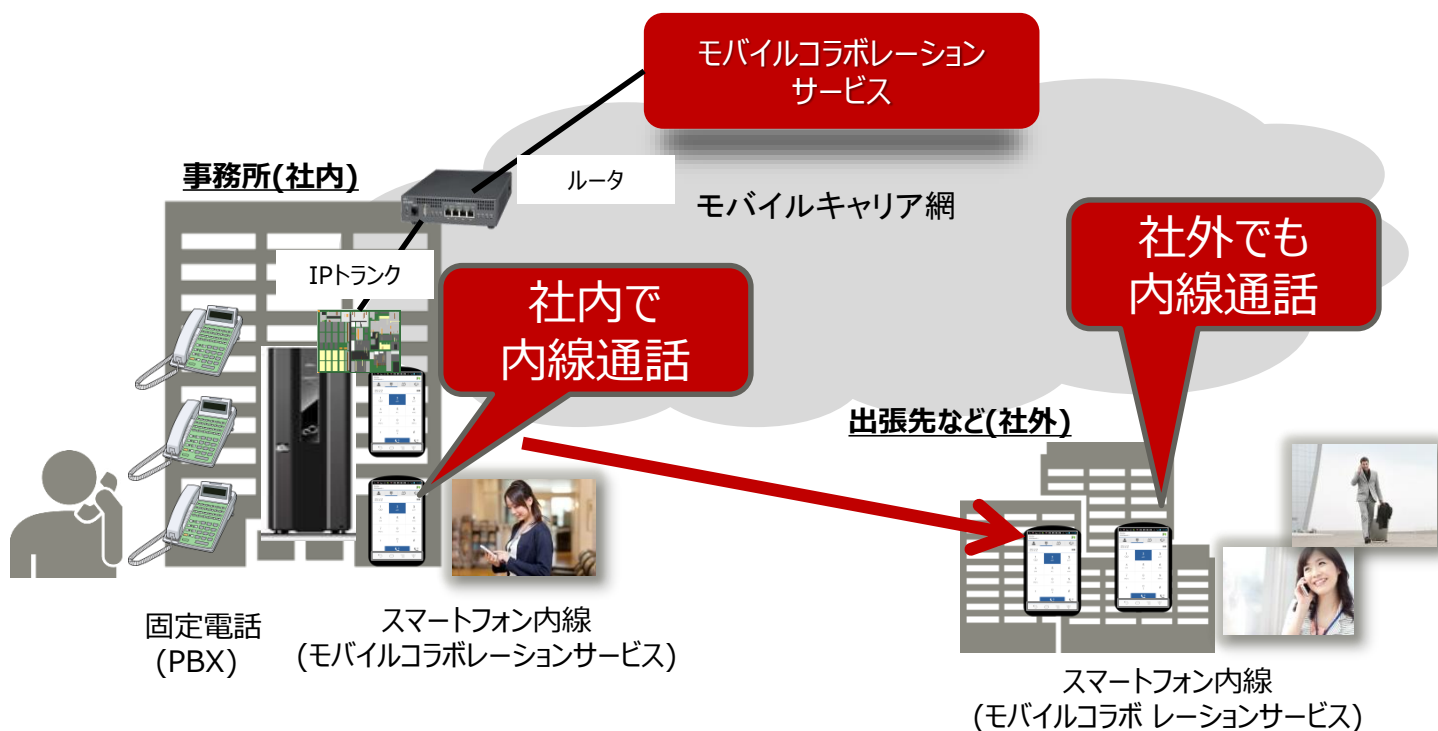 モバイルコラボレーション
サービス
事務所(社内)
ルータ
モバイルキャリア網
IPトランク
社内で
内線通話
社外でも
内線通話
出張先など(社外)
固定電話
(PBX)
スマートフォン内線
(モバイルコラボレーションサービス)
スマートフォン内線
(モバイルコラボ レーションサービス)